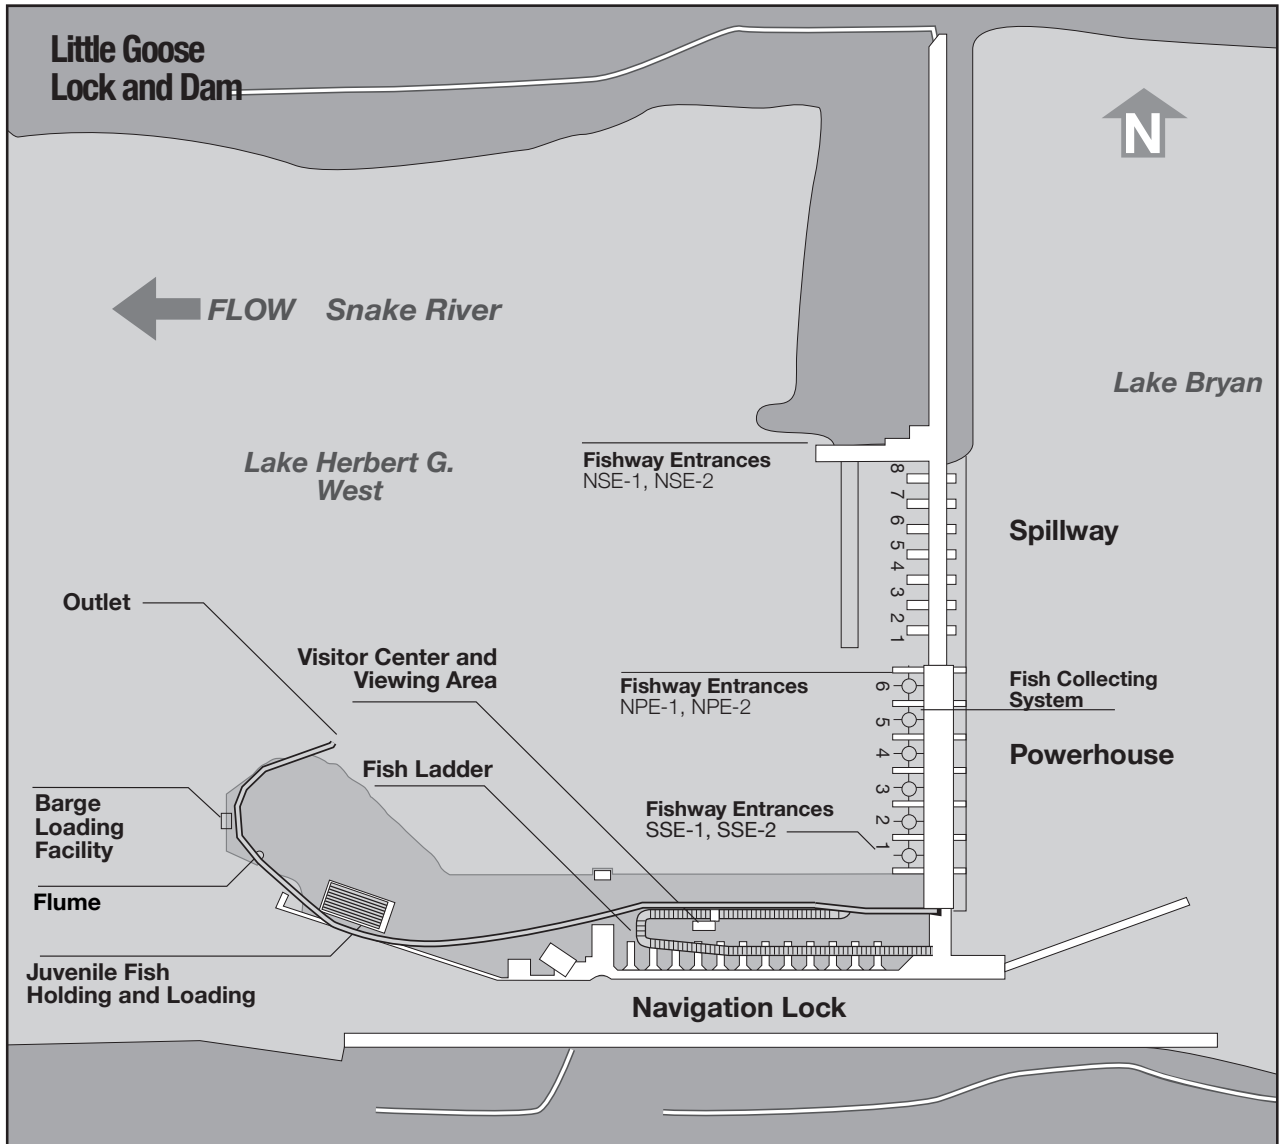 Little Goose
Lock and Dam
N
FLOW Snake River
Lake Bryan
Lake Herbert G.
West
Fishway Entrances
NSE-1, NSE-2
8
7
6
5
4
3
2
1
Spillway
Outlet
Visitor Center and
Viewing Area
Fishway Entrances
NPE-1, NPE-2
Fish Collecting
System
6
5
4
3
2
1
Powerhouse
Fish Ladder
Fishway Entrances
SSE-1, SSE-2
Barge
Loading
Facility
Flume
Juvenile Fish
Holding and Loading
Navigation Lock